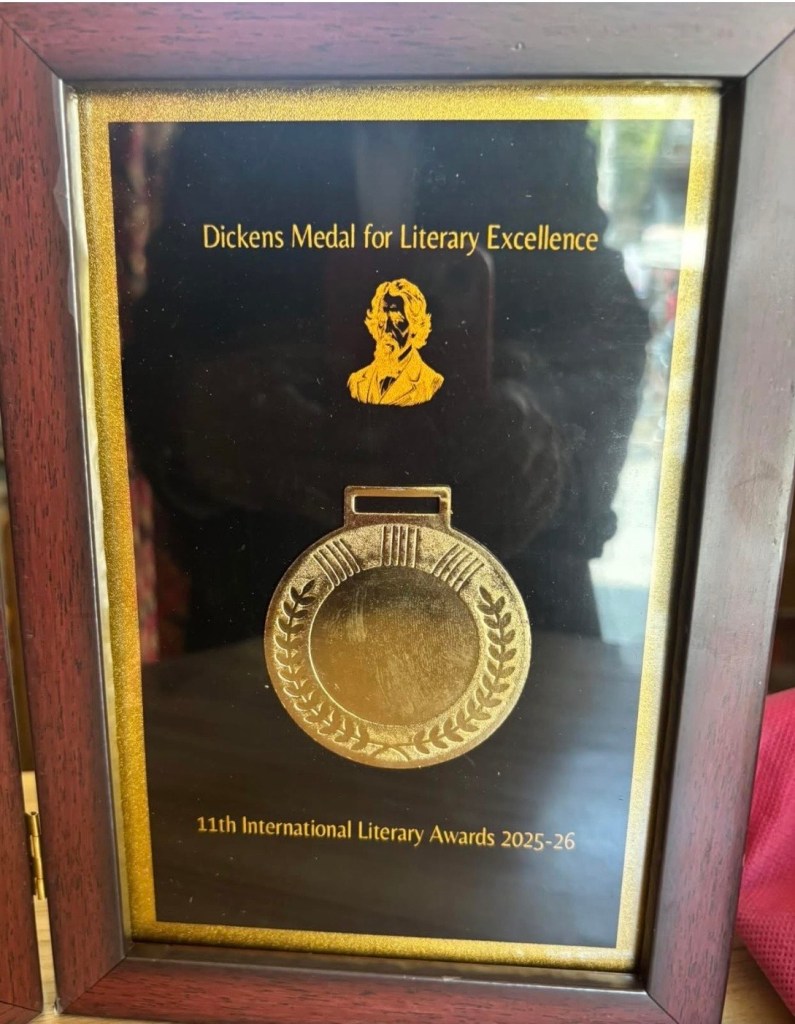 Dickens Medal for Literary Excellence
11th International Literary Awards 2025-26